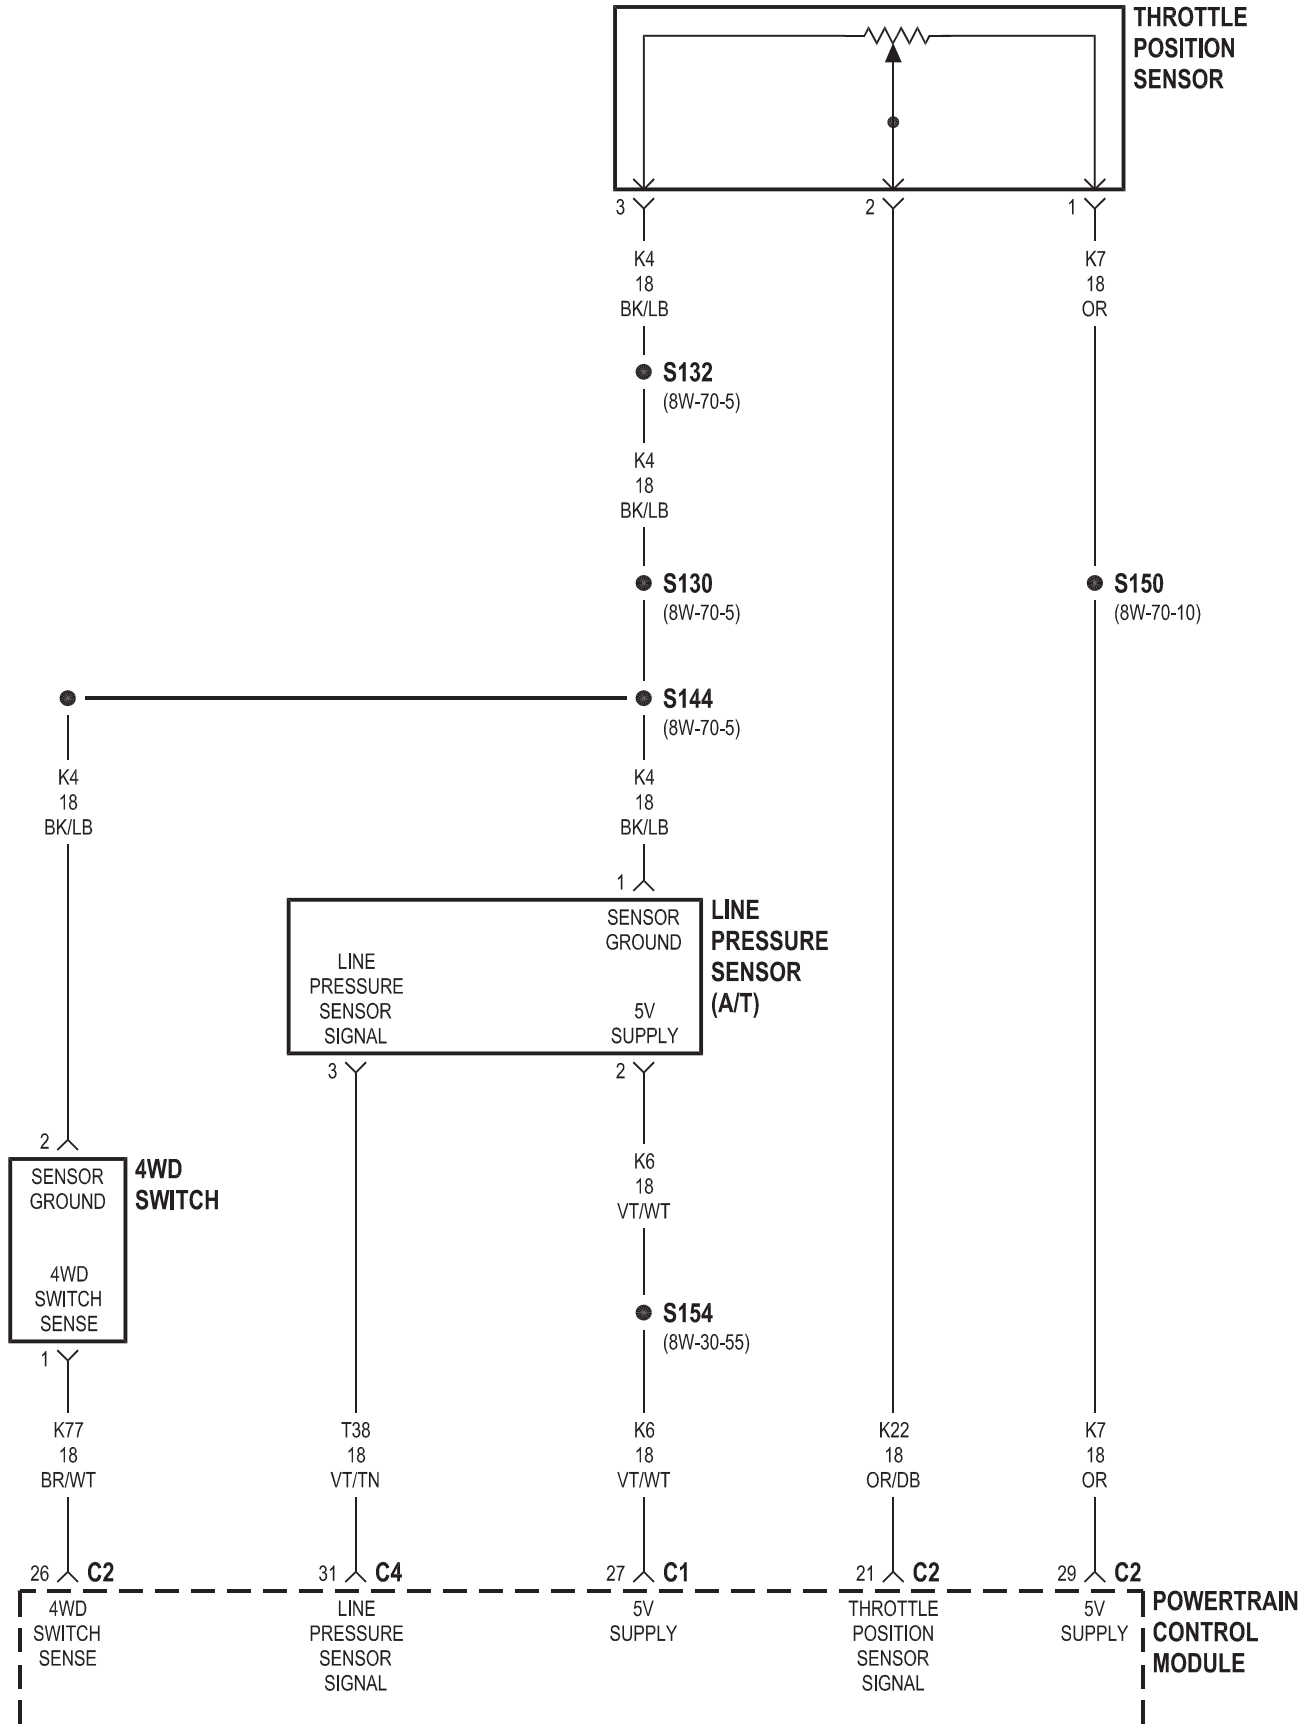 THROTTLE
POSITION
SENSOR
3
2
1
K4
18
BK/LB
K7
18
OR
S132
(8W-70-5)
K4
18
BK/LB
S130
(8W-70-5)
S150
(8W-70-10)
S144
(8W-70-5)
K4
18
BK/LB
K4
18
BK/LB
1
SENSOR
GROUND
LINE
PRESSURE
SENSOR
SIGNAL
5V
SUPPLY
LINE
PRESSURE
SENSOR
(A/T)
3
2
2
SENSOR
GROUND
4WD
SWITCH
SENSE
4WD
SWITCH
1
K6
18
VT/WT
S154
(8W-30-55)
K77
18
BR/WT
T38
18
VT/TN
K6
18
VT/WT
K22
18
OR/DB
K7
18
OR
26 C2
31 C4
27 C1
21 C2
29 C2
4WD
SWITCH
SENSE
LINE
PRESSURE
SENSOR
SIGNAL
5V
SUPPLY
THROTTLE
POSITION
SENSOR
SIGNAL
5V
SUPPLY
POWERTRAIN
CONTROL
MODULE